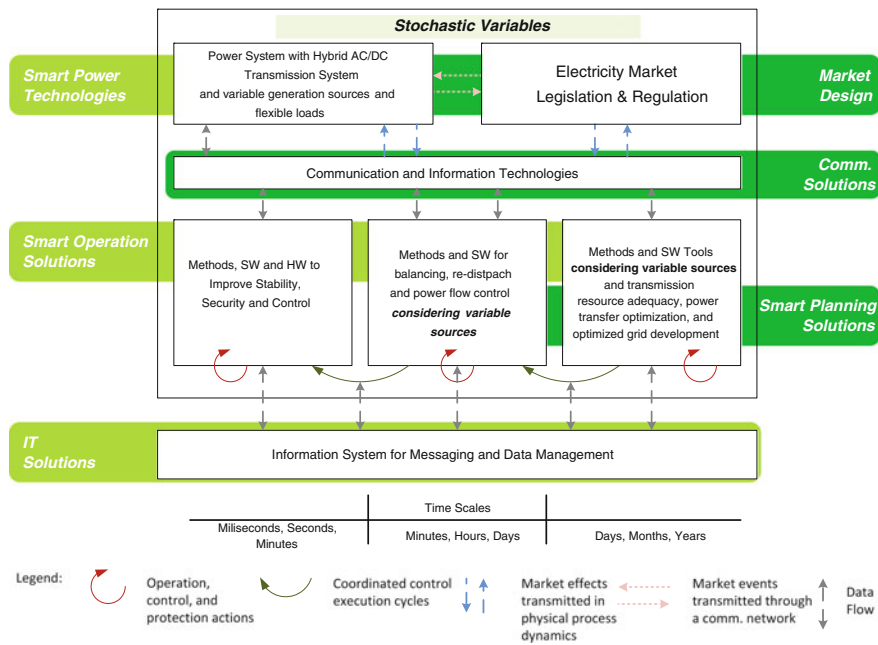 Stochastic Variables
Smart Power
Technologies
Power System with Hybrid AC/DC
Transmission System
and variable generation sources and
flexible loads
Electricity Market
Legislation & Regulation
Market
Design
Communication and Information Technologies
Comm.
Solutions
Smart Operation
Solutions
Methods, SW and HW to
Improve Stability,
Security and Control
Methods and SW for
balancing, re-distpach
and power flow control
considering variable
sources
Methods and SW Tools
considering variable sources
and transmission
resource adequacy, power
transfer optimization, and
optimized grid development
Smart Planning
Solutions
IT
Solutions
Information System for Messaging and Data Management
Time Scales
Miliseconds, Seconds,
Minutes
Minutes, Hours, Days
Days, Months, Years
Legend:
Operation,
control, and
protection actions
Coordinated control
execution cycles
Market effects
transmitted in
physical process
dynamics
Market events
transmitted through
a comm. network
Data
Flow